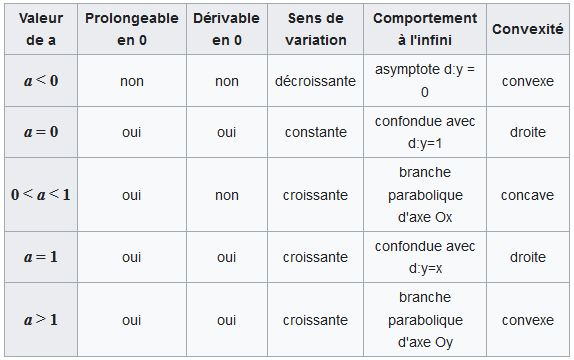 Valeur de a | Prolongeable en 0 | Dérivable en 0 | Sens de variation | Comportement à l'infini | Convexité
a < 0 | non | non | décroissante | asymptote d:y = 0 | convexe
a = 0 | oui | oui | constante | confondue avec d:y=1 | droite
0 < a < 1 | oui | non | croissante | branche parabolique d'axe Ox | concave
a = 1 | oui | oui | croissante | confondue avec d:y=x | droite
a > 1 | oui | oui | croissante | branche parabolique d'axe Oy | convexe